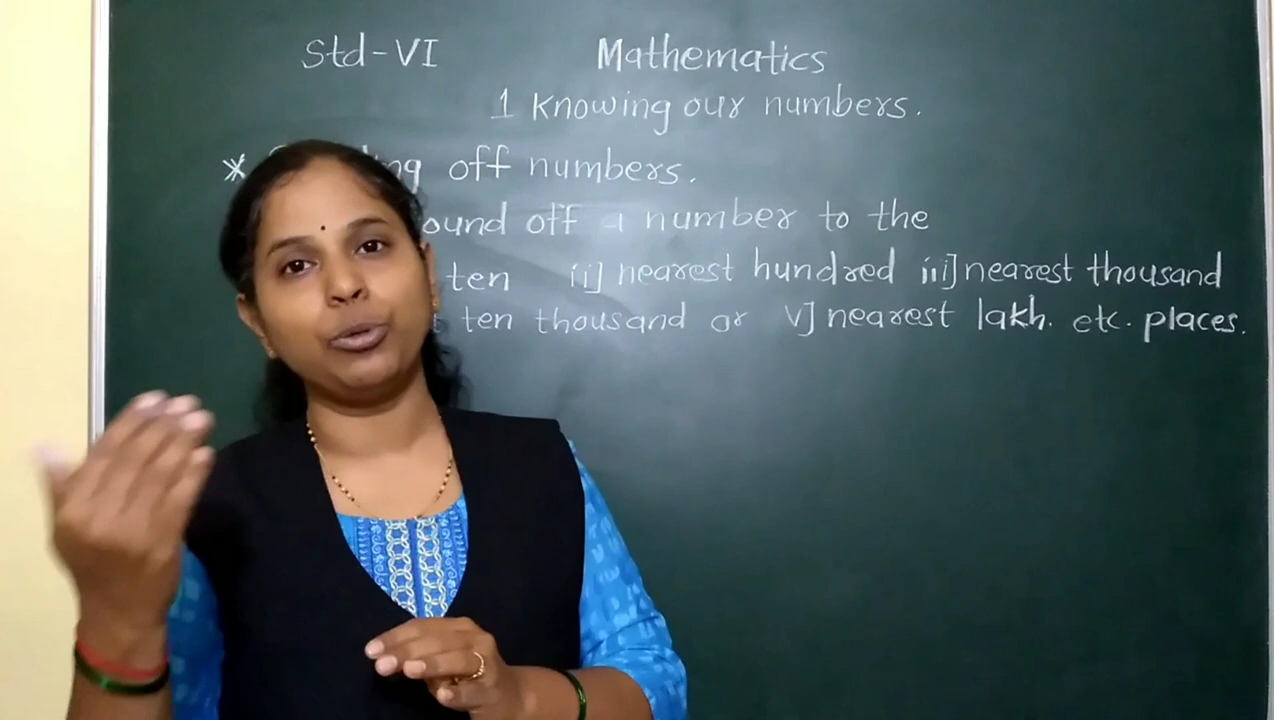 Std-VI Mathematics
1 Knowing our numbers.
* off numbers.
off a number to the
ten ii] nearest hundred iii] nearest thousand
ten thousand or v] nearest lakh. etc. places.